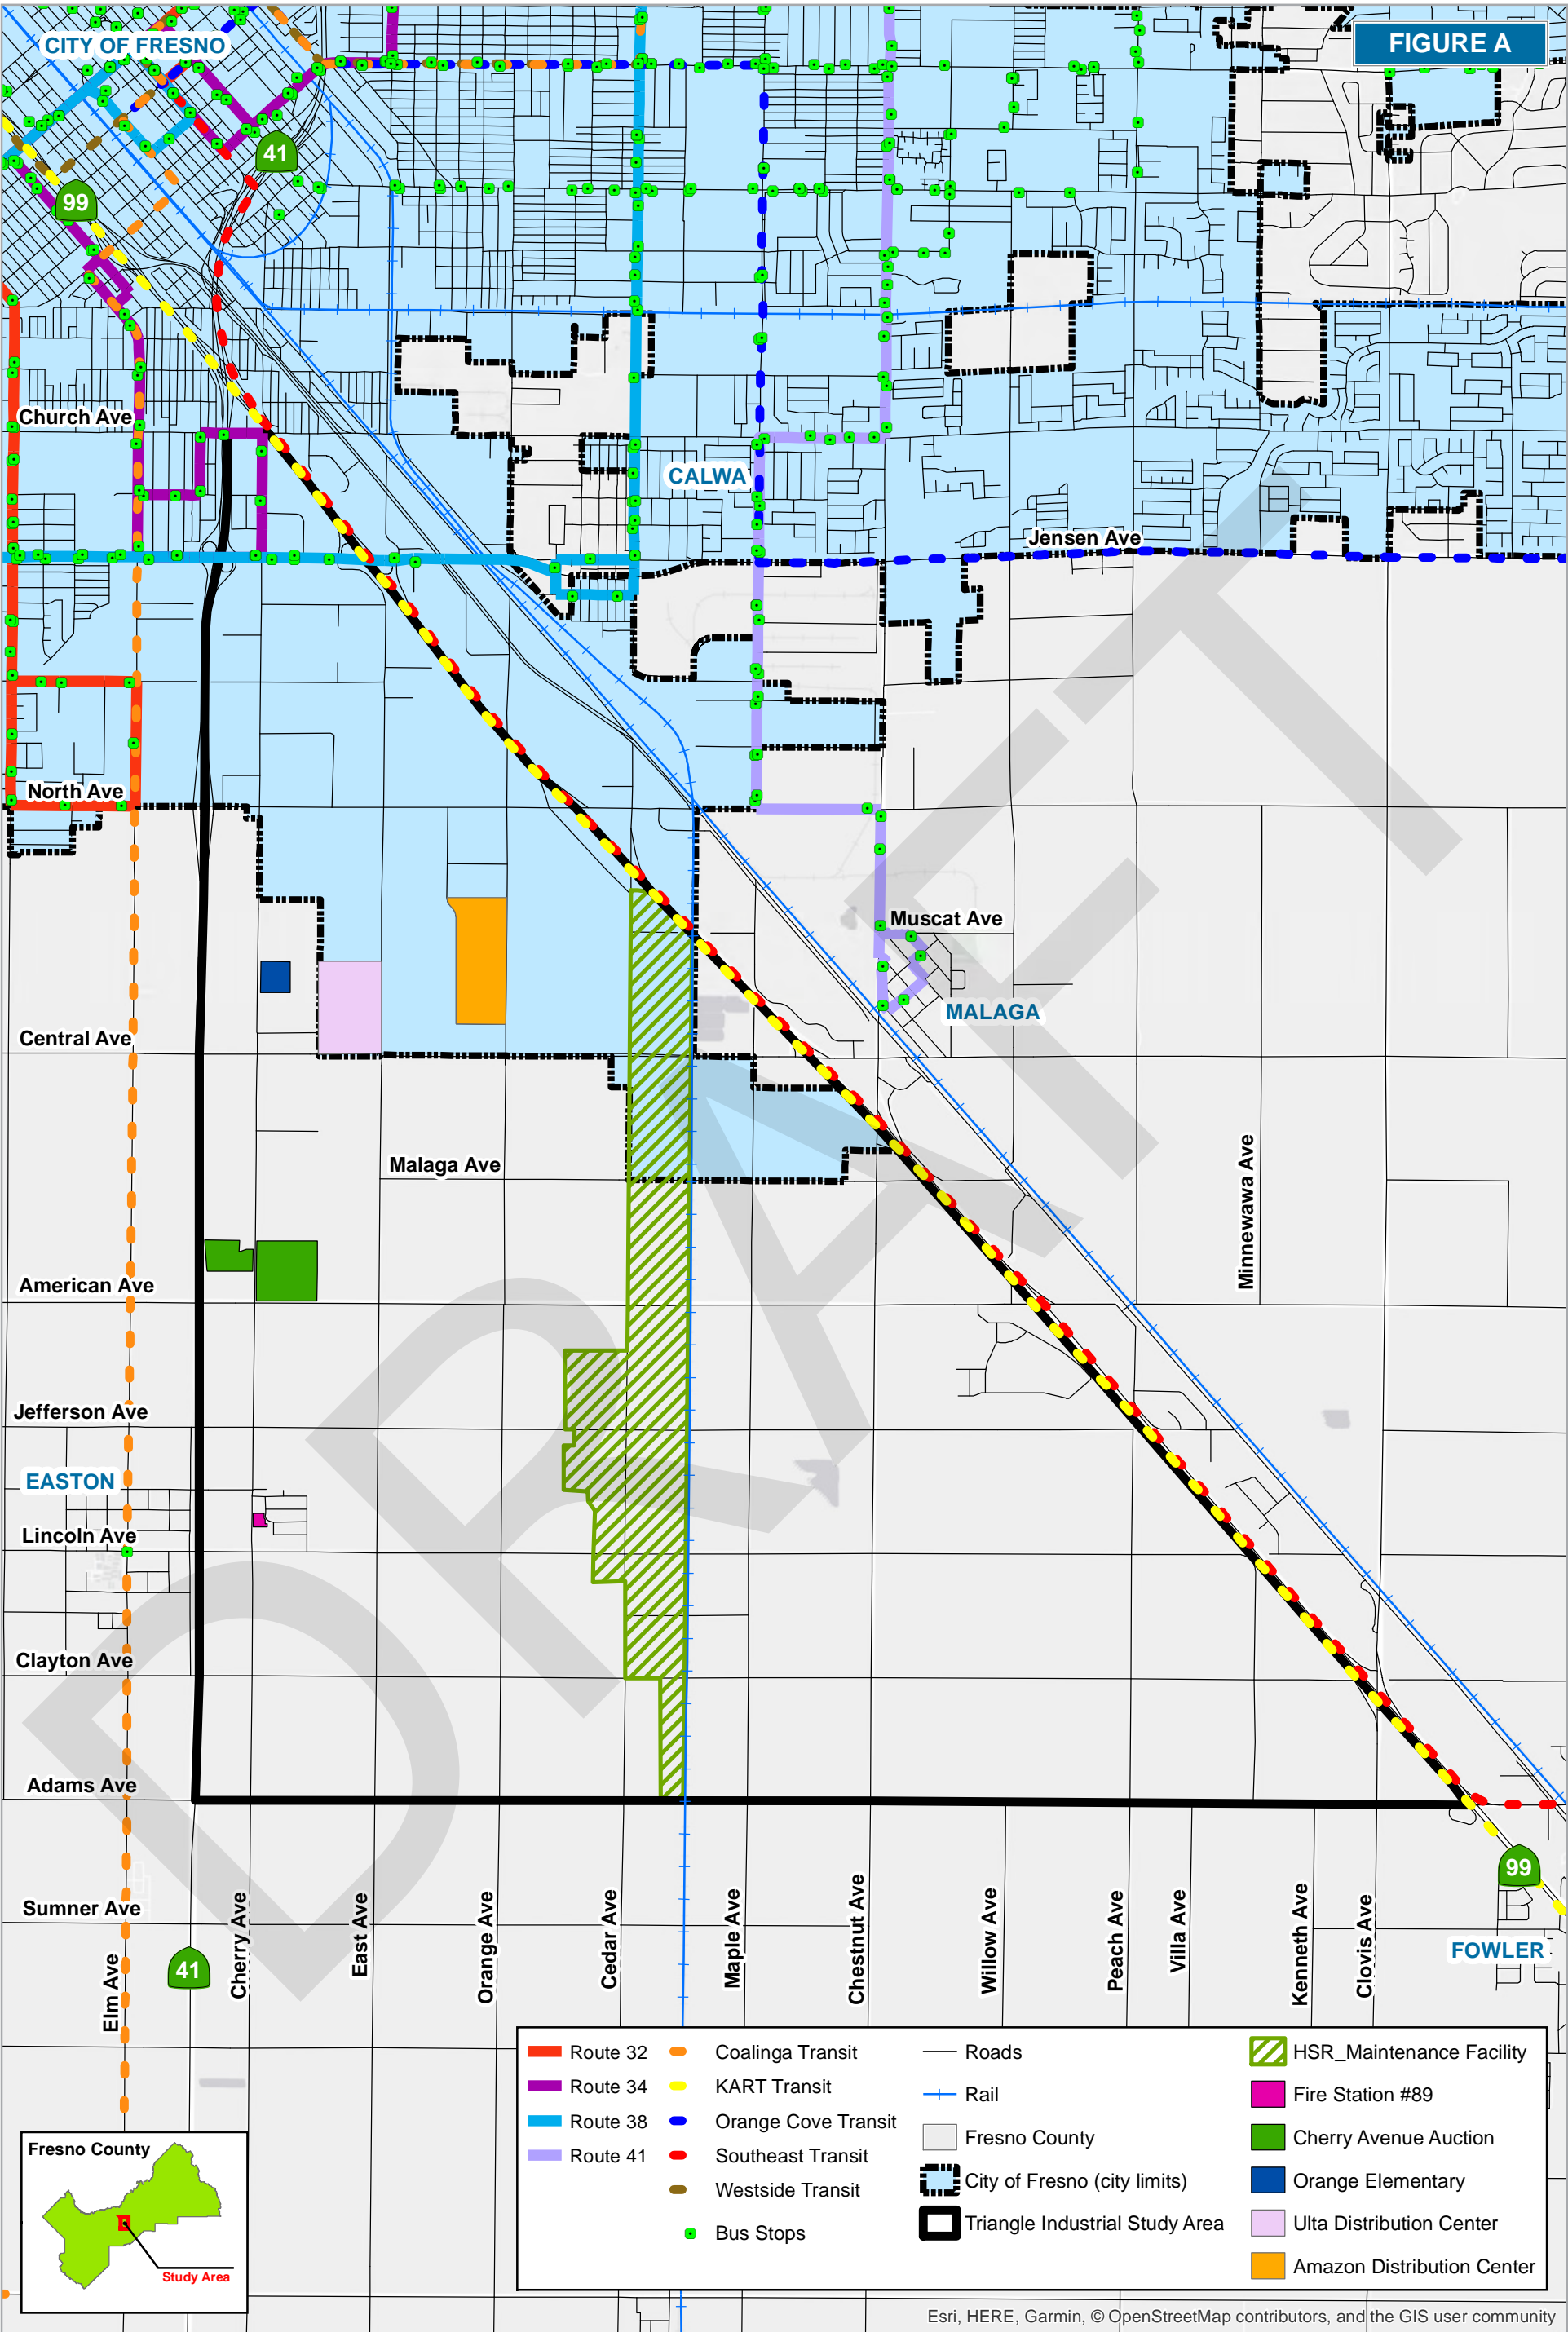 CITY OF FRESNO
FIGURE A
41
99
Church Ave
CALWA
Jensen Ave
North Ave
Muscat Ave
MALAGA
Central Ave
Malaga Ave
Minnewawa Ave
American Ave
Jefferson Ave
EASTON
Lincoln Ave
Clayton Ave
Adams Ave
99
Sumner Ave
FOWLER
41
Elm Ave
Cherry Ave
East Ave
Orange Ave
Cedar Ave
Maple Ave
Chestnut Ave
Willow Ave
Peach Ave
Villa Ave
Kenneth Ave
Clovis Ave
DRAFT
Route 32
Route 34
Route 38
Route 41
Coalinga Transit
KART Transit
Orange Cove Transit
Southeast Transit
Westside Transit
Bus Stops
Roads
Rail
Fresno County
City of Fresno (city limits)
Triangle Industrial Study Area
HSR_Maintenance Facility
Fire Station #89
Cherry Avenue Auction
Orange Elementary
Ulta Distribution Center
Amazon Distribution Center
Fresno County
Study Area
Esri, HERE, Garmin, © OpenStreetMap contributors, and the GIS user community